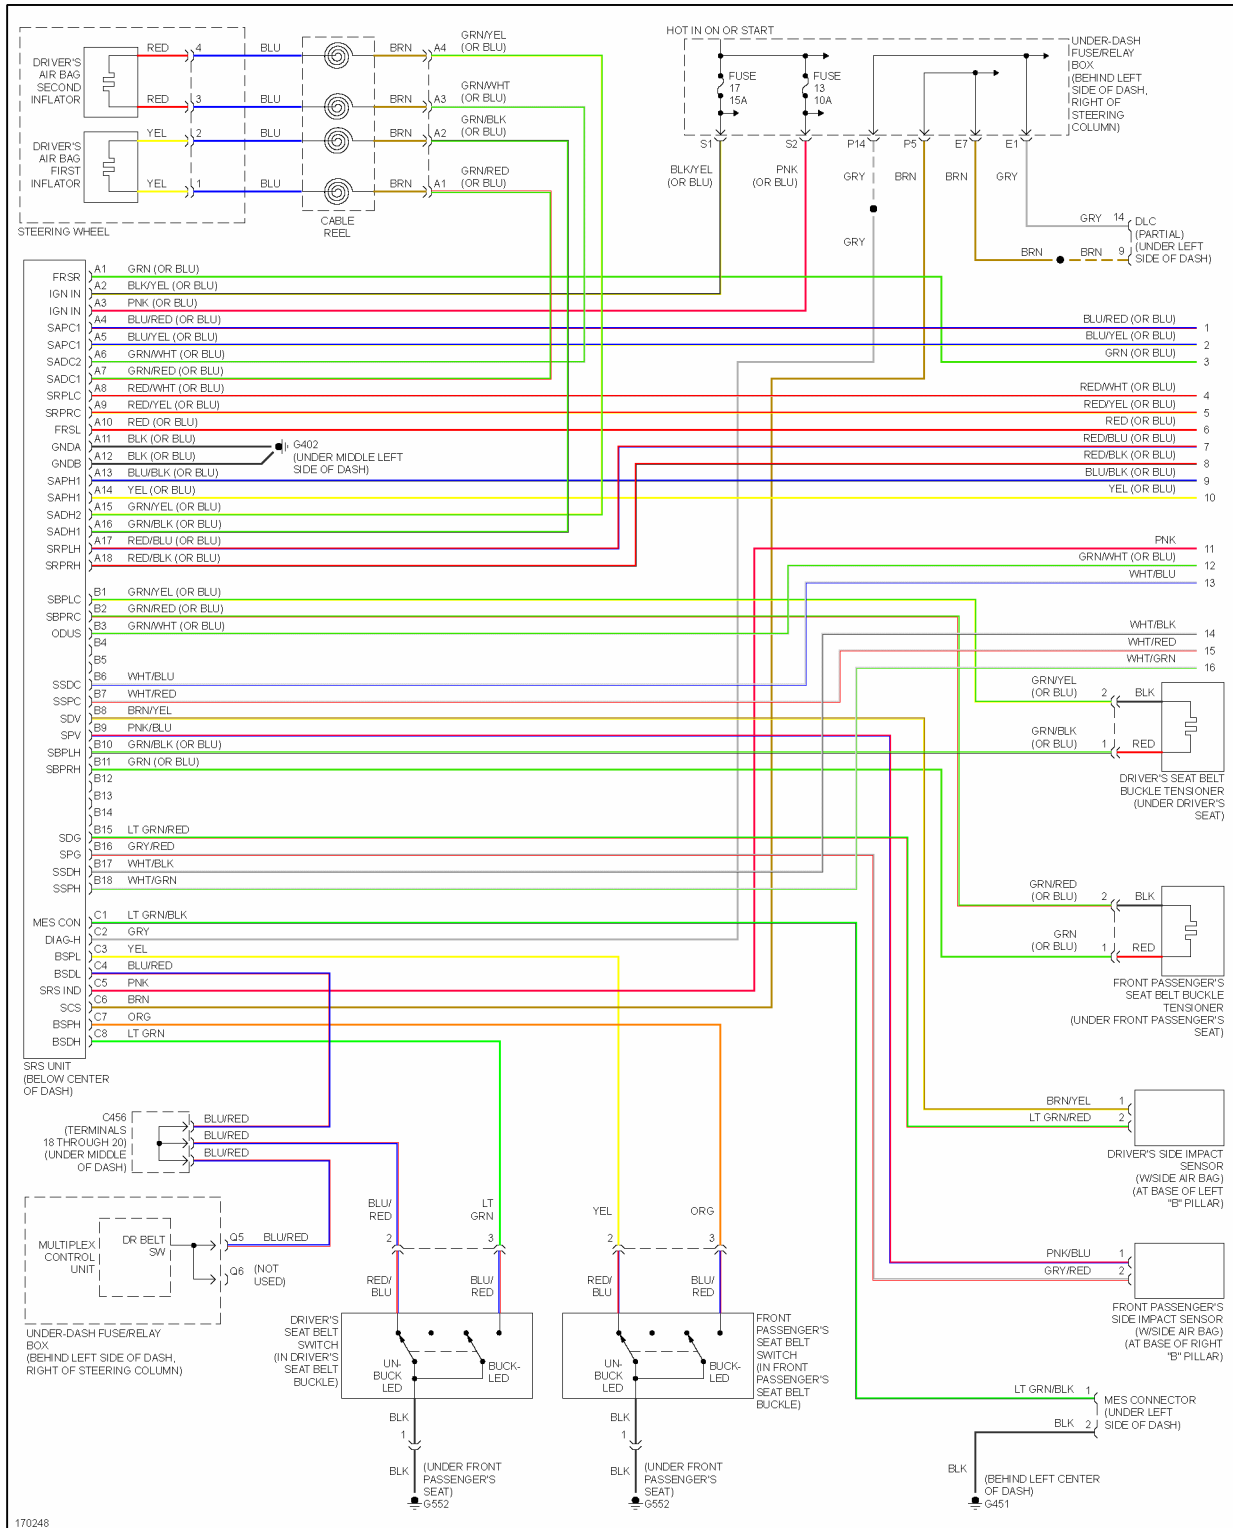 HOT IN ON OR START
RED 4 BLU BRN A4 GRN/YEL
(OR BLU)
DRIVER'S
AIR BAG
SECOND
INFLATOR
RED 3 BLU BRN A3 GRN/WHT
(OR BLU)
YEL 2 BLU BRN A2 GRN/BLK
(OR BLU)
DRIVER'S
AIR BAG
FIRST
INFLATOR
YEL 1 BLU BRN A1 GRN/RED
(OR BLU)
STEERING WHEEL
CABLE
REEL
FUSE
17
15A
FUSE
13
10A
UNDER-DASH
FUSE/RELAY
BOX
(BEHIND LEFT
SIDE OF DASH,
RIGHT OF
STEERING
COLUMN)
S1 S2 P14 P5 E7 E1
BLK/YEL
(OR BLU)
PNK
(OR BLU)
GRY BRN BRN GRY
GRY
GRY 14
BRN BRN 9
DLC
(PARTIAL)
(UNDER LEFT
SIDE OF DASH)
FRSR A1 GRN (OR BLU)
IGN IN A2 BLK/YEL (OR BLU)
IGN IN A3 PNK (OR BLU)
SAPC1 A4 BLU/RED (OR BLU) BLU/RED (OR BLU) 1
SAPC1 A5 BLU/YEL (OR BLU) BLU/YEL (OR BLU) 2
SADC2 A6 GRN/WHT (OR BLU) GRN (OR BLU) 3
SADC1 A7 GRN/RED (OR BLU)
SRPLC A8 RED/WHT (OR BLU) RED/WHT (OR BLU) 4
SRPRC A9 RED/YEL (OR BLU) RED/YEL (OR BLU) 5
FRSL A10 RED (OR BLU) RED (OR BLU) 6
GNDA A11 BLK (OR BLU) RED/BLU (OR BLU) 7
GNDB A12 BLK (OR BLU) RED/BLK (OR BLU) 8
G402
(UNDER MIDDLE LEFT
SIDE OF DASH)
SAPH1 A13 BLU/BLK (OR BLU) BLU/BLK (OR BLU) 9
SAPH1 A14 YEL (OR BLU) YEL (OR BLU) 10
SADH2 A15 GRN/YEL (OR BLU)
SADH1 A16 GRN/BLK (OR BLU)
SRPLH A17 RED/BLU (OR BLU) PNK 11
SRPRH A18 RED/BLK (OR BLU) GRN/WHT (OR BLU) 12
WHT/BLU 13
SBPLC B1 GRN/YEL (OR BLU)
SBPRC B2 GRN/RED (OR BLU)
ODUS B3 GRN/WHT (OR BLU) WHT/BLK 14
B4 WHT/RED 15
B5 WHT/GRN 16
SSDC B6 WHT/BLU
SSPC B7 WHT/RED
SDV B8 BRN/YEL
SPV B9 PNK/BLU
SBPLH B10 GRN/BLK (OR BLU)
SBPRH B11 GRN (OR BLU)
B12
B13
B14
SDG B15 LT GRN/RED
SPG B16 GRY/RED
SSDH B17 WHT/BLK
SSPH B18 WHT/GRN
GRN/YEL
(OR BLU) 2 BLK
GRN/BLK
(OR BLU) 1 RED
DRIVER'S SEAT BELT
BUCKLE TENSIONER
(UNDER DRIVER'S
SEAT)
GRN/RED
(OR BLU) 2 BLK
GRN
(OR BLU) 1 RED
FRONT PASSENGER'S
SEAT BELT BUCKLE
TENSIONER
(UNDER FRONT PASSENGER'S
SEAT)
MES CON C1 LT GRN/BLK
DIAG-H C2 GRY
BSPL C3 YEL
BSDL C4 BLU/RED
SRS IND C5 PNK
SCS C6 BRN
BSPH C7 ORG
BSDH C8 LT GRN
SRS UNIT
(BELOW CENTER
OF DASH)
C456
(TERMINALS
18 THROUGH 20)
(UNDER MIDDLE
OF DASH)
BLU/RED
BLU/RED
BLU/RED
BRN/YEL 1
LT GRN/RED 2
DRIVER'S SIDE IMPACT
SENSOR
(W/SIDE AIR BAG)
(AT BASE OF LEFT
"B" PILLAR)
MULTIPLEX
CONTROL
UNIT
DR BELT
SW
Q5 BLU/RED
Q6 (NOT
USED)
UNDER-DASH FUSE/RELAY
BOX
(BEHIND LEFT SIDE OF DASH,
RIGHT OF STEERING COLUMN)
BLU/
RED
LT
GRN
YEL ORG
2 3 2 3
RED/
BLU
BLU/
RED
RED/
BLU
BLU/
RED
PNK/BLU 1
GRY/RED 2
FRONT PASSENGER'S
SIDE IMPACT SENSOR
(W/SIDE AIR BAG)
(AT BASE OF RIGHT
"B" PILLAR)
DRIVER'S
SEAT BELT
SWITCH
(IN DRIVER'S
SEAT BELT
BUCKLE)
UN-
BUCK
LED
BUCK-
LED
UN-
BUCK
LED
BUCK-
LED
FRONT
PASSENGER'S
SEAT BELT
SWITCH
(IN FRONT
PASSENGER'S
SEAT BELT
BUCKLE)
BLK
1
BLK
(UNDER FRONT
PASSENGER'S
SEAT)
G552
BLK
1
BLK
(UNDER FRONT
PASSENGER'S
SEAT)
G552
LT GRN/BLK 1
BLK 2
MES CONNECTOR
(UNDER LEFT
SIDE OF DASH)
BLK
(BEHIND LEFT CENTER
OF DASH)
G451
170248